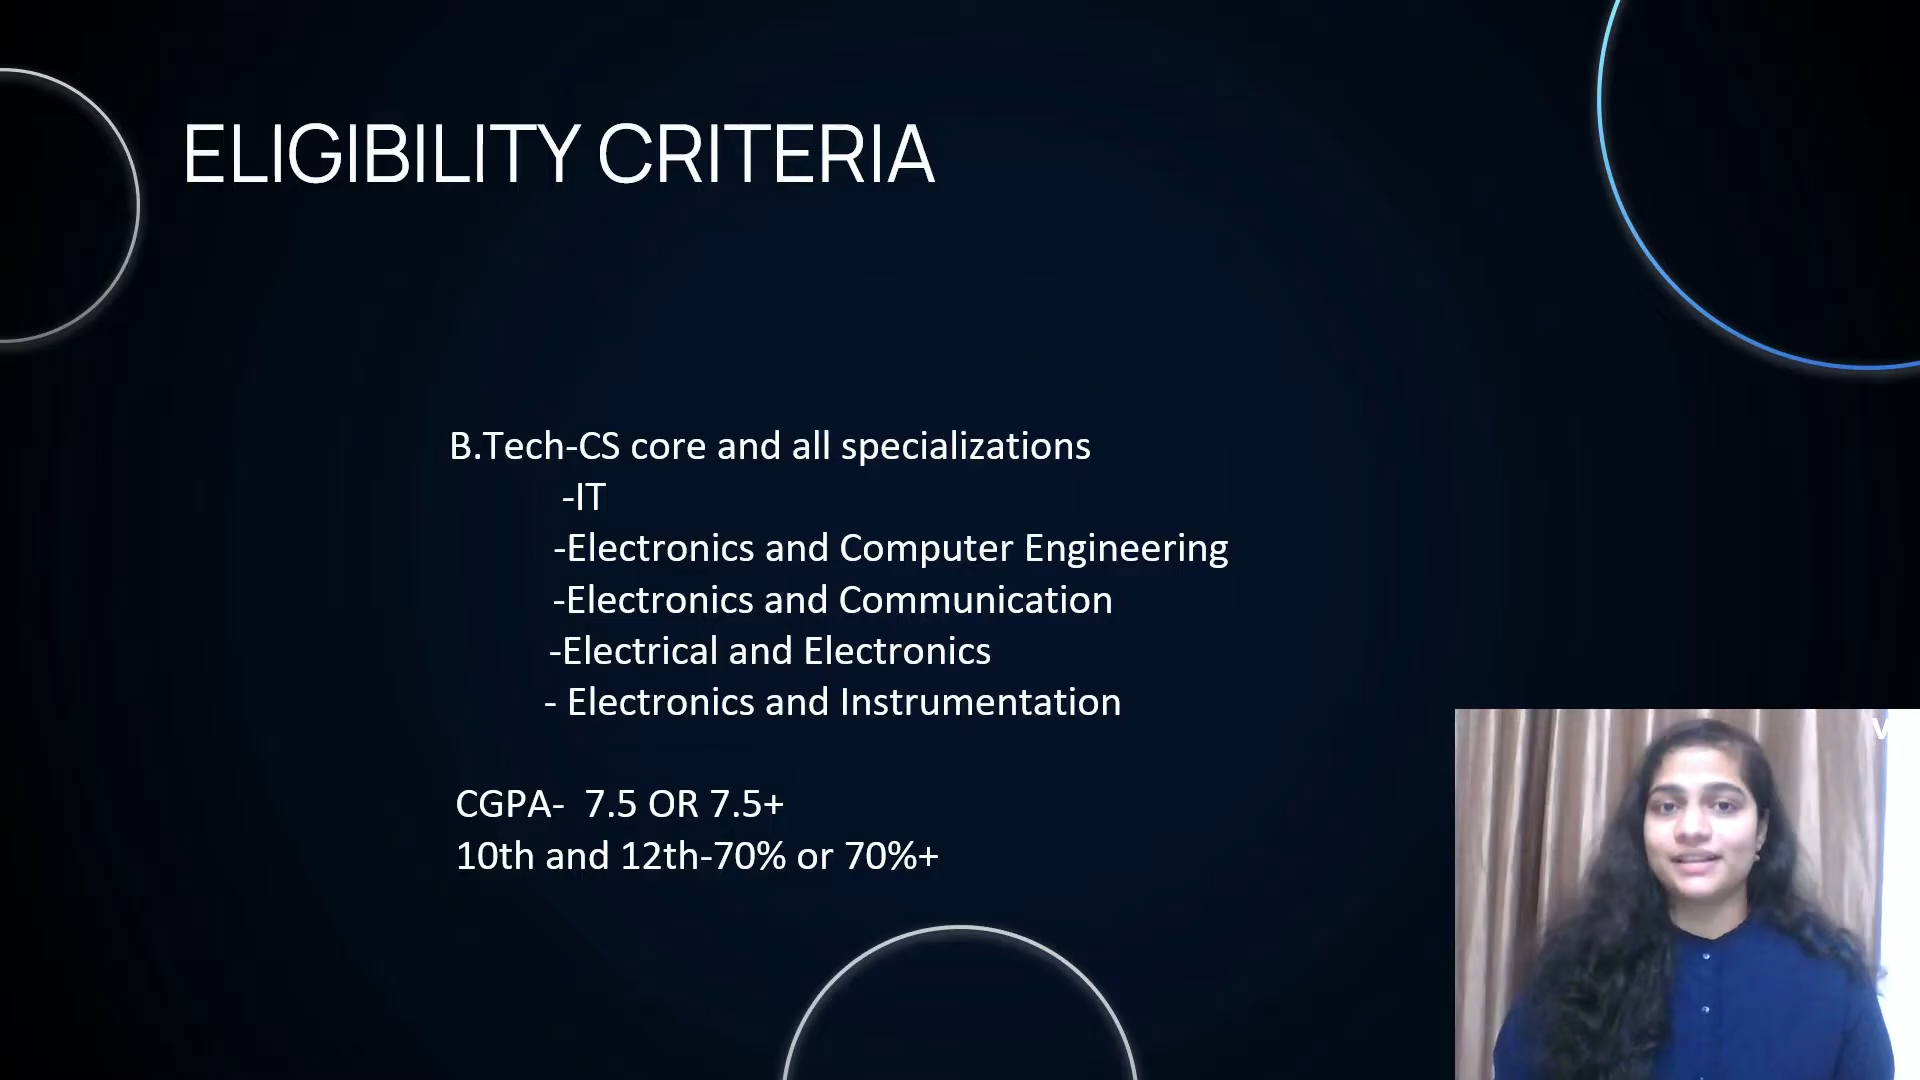 ELIGIBILITY CRITERIA
B.Tech-CS core and all specializations
-IT
-Electronics and Computer Engineering
-Electronics and Communication
-Electrical and Electronics
- Electronics and Instrumentation
CGPA-  7.5 OR 7.5+
10th and 12th-70% or 70%+